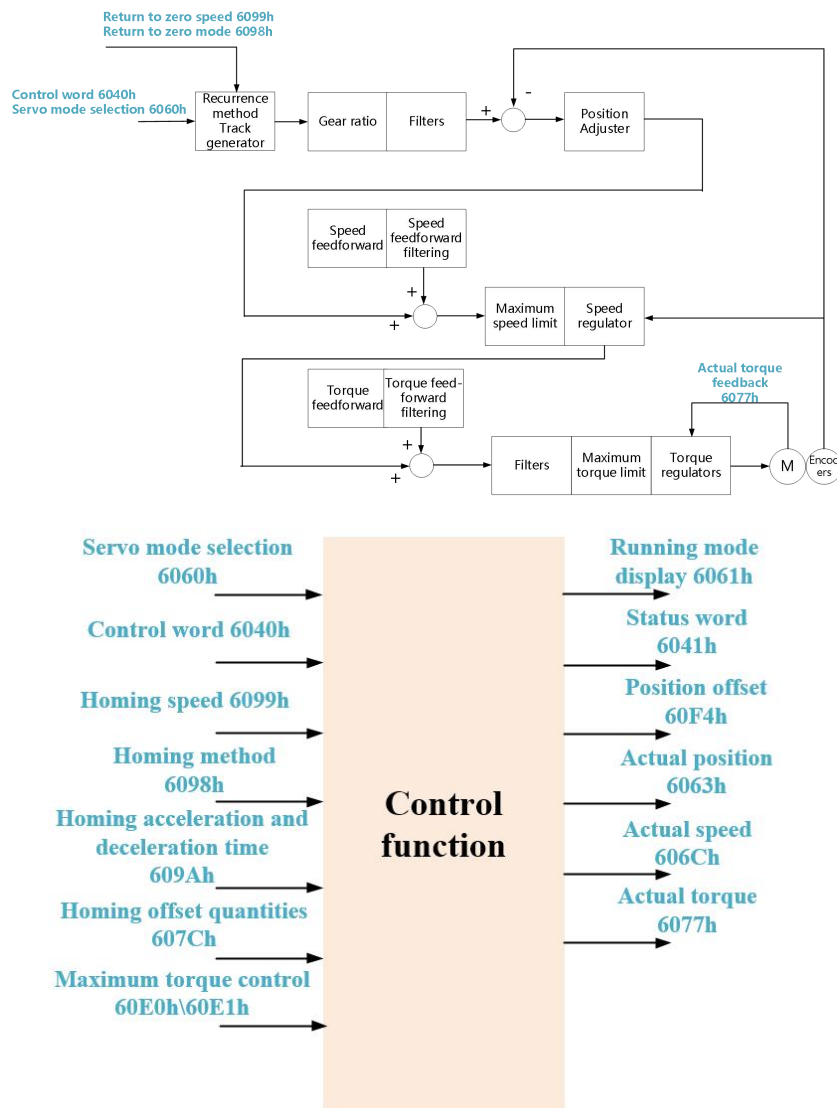 Return to zero speed 6099h
Return to zero mode 6098h
Control word 6040h
Servo mode selection 6060h
Recurrence
method
Track
generator
Gear ratio
Filters
+
-
Position
Adjuster
Speed
feedforward
Speed
feedforward
filtering
+
+
Maximum
speed limit
Speed
regulator
Torque
feedforward
Torque feed-
forward
filtering
+
+
Filters
Maximum
torque limit
Torque
regulators
Actual torque
feedback
6077h
M
Encod
ers
Servo mode selection
6060h
Control word 6040h
Homing speed 6099h
Homing method
6098h
Homing acceleration and
deceleration time
609Ah
Homing offset quantities
607Ch
Maximum torque control
60E0h\60E1h
Control
function
Running mode
display 6061h
Status word
6041h
Position offset
60F4h
Actual position
6063h
Actual speed
606Ch
Actual torque
6077h